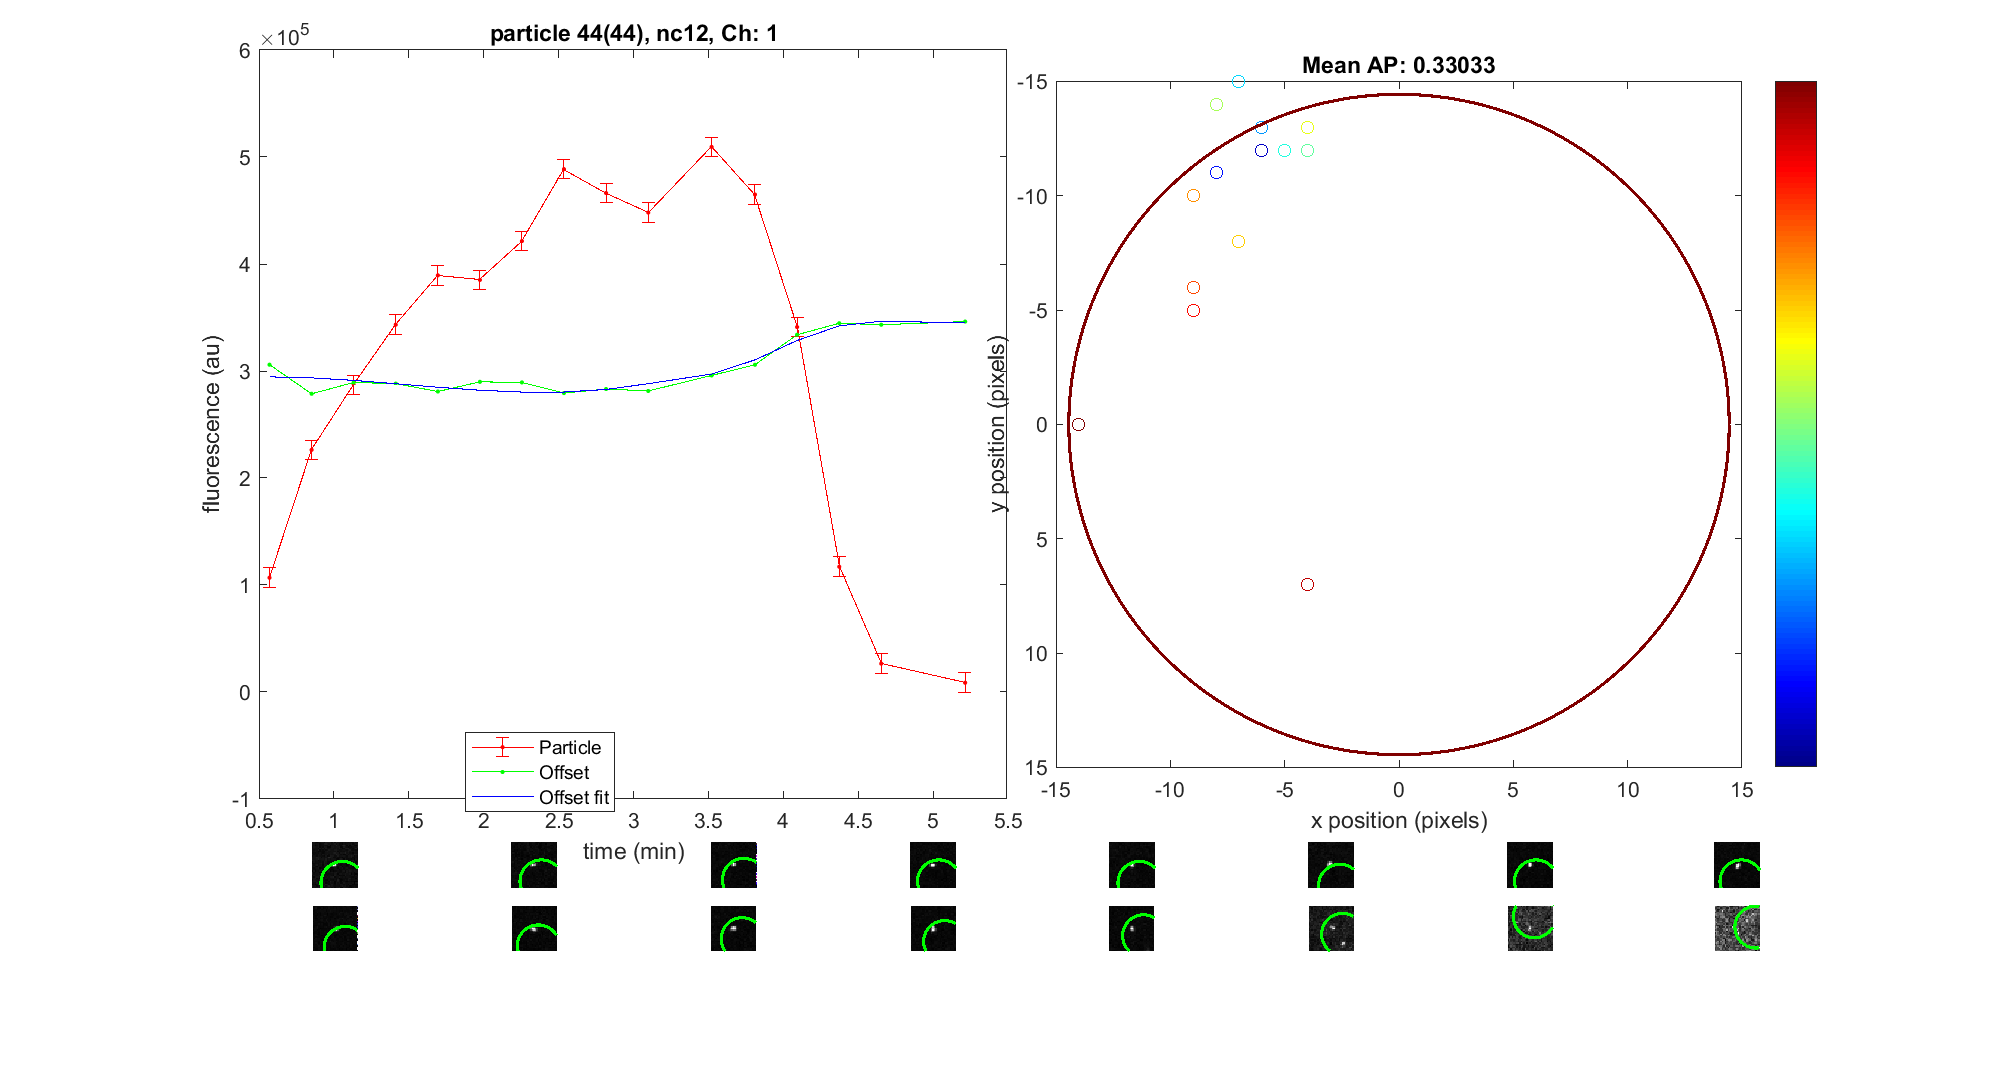 particle 44(44), nc12, Ch: 1
×10^5
6
5
4
3
2
1
0
-1
fluorescence (au)
0.5 1 1.5 2 2.5 3 3.5 4 4.5 5 5.5
time (min)
Particle
Offset
Offset fit
Mean AP: 0.33033
-15
-10
-5
0
5
10
15
y position (pixels)
-15 -10 -5 0 5 10 15
x position (pixels)